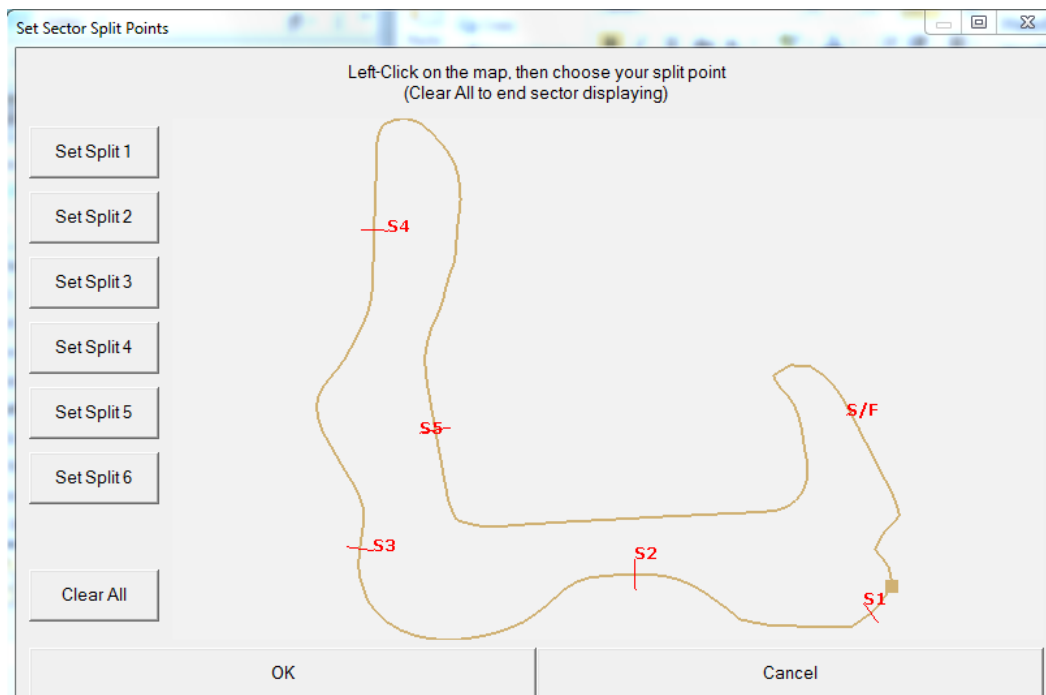 Set Sector Split Points
Left-Click on the map, then choose your split point
(Clear All to end sector displaying)
Set Split 1
Set Split 2
Set Split 3
Set Split 4
Set Split 5
Set Split 6
Clear All
S4
S/F
S5
S3
S2
S1
OK
Cancel